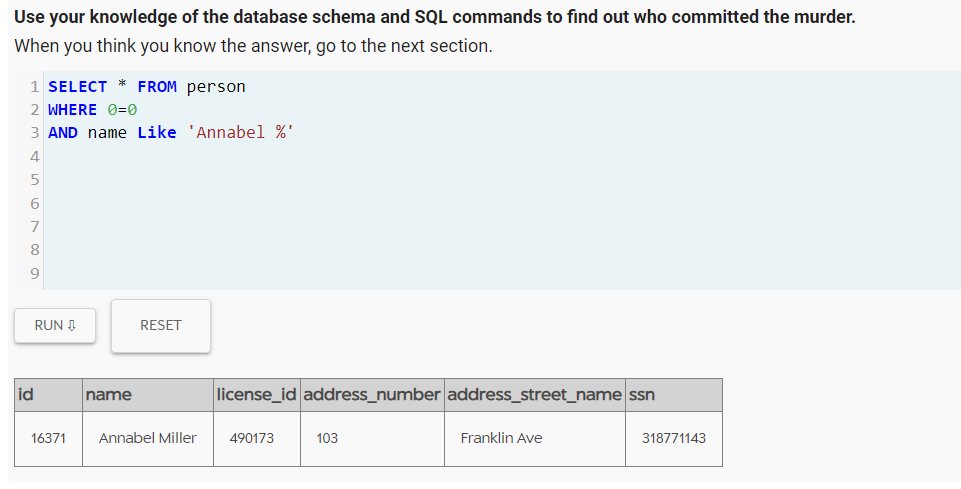 Use your knowledge of the database schema and SQL commands to find out who committed the murder.
When you think you know the answer, go to the next section.
1 SELECT * FROM person
2 WHERE 0=0
3 AND name Like 'Annabel %'
4
5
6
7
8
9
RUN ⇩ RESET
id name license_id address_number address_street_name ssn
16371 Annabel Miller 490173 103 Franklin Ave 318771143